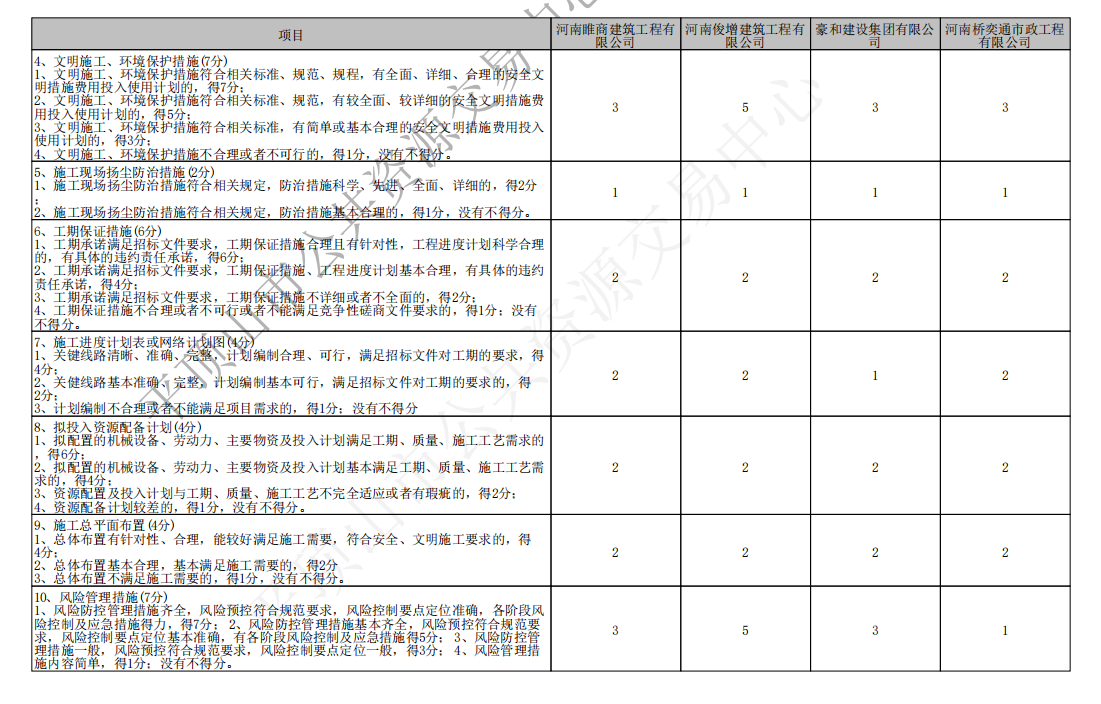 项目
河南睢商建筑工程有
限公司
河南俊增建筑工程有
限公司
豪和建设集团有限公
司
河南桥奕通市政工程
有限公司
4、文明施工、环境保护措施(7分)
1、文明施工、环境保护措施符合相关标准、规范、规程，有全面、详细、合理的安全文
明措施费用投入使用计划的，得7分；
2、文明施工、环境保护措施符合相关标准、规范，有较全面、较详细的安全文明措施费
用投入使用计划的，得5分；
3、文明施工、环境保护措施符合相关标准，有简单或基本合理的安全文明措施费用投入
使用计划的，得3分；
4、文明施工、环境保护措施不合理或者不可行的，得1分，没有不得分。
3
5
3
3
5、施工现场扬尘防治措施(2分)
1、施工现场扬尘防治措施符合相关规定，防治措施科学、先进、全面、详细的，得2分
；
2、施工现场扬尘防治措施符合相关规定，防治措施基本合理的，得1分，没有不得分。
1
1
1
1
6、工期保证措施(6分)
1、工期承诺满足招标文件要求，工期保证措施合理且有针对性，工程进度计划科学合理
的，有具体的违约责任承诺，得6分；
2、工期承诺满足招标文件要求，工期保证措施、工程进度计划基本合理，有具体的违约
责任承诺，得4分；
3、工期承诺满足招标文件要求，工期保证措施不详细或者不全面的，得2分；
4、工期保证措施不合理或者不可行或者不能满足竞争性磋商文件要求的，得1分；没有
不得分。
2
2
2
2
7、施工进度计划表或网络计划图(4分)
1、关键线路清晰、准确、完整，计划编制合理、可行，满足招标文件对工期的要求，得
4分；
2、关健线路基本准确、完整，计划编制基本可行，满足招标文件对工期的要求的，得
2分；
3、计划编制不合理或者不能满足项目需求的，得1分；没有不得分
2
2
1
2
8、拟投入资源配备计划(4分)
1、拟配置的机械设备、劳动力、主要物资及投入计划满足工期、质量、施工工艺需求的
，得6分；
2、拟配置的机械设备、劳动力、主要物资及投入计划基本满足工期、质量、施工工艺需
求的，得4分；
3、资源配置及投入计划与工期、质量、施工工艺不完全适应或者有瑕疵的，得2分；
4、资源配备计划较差的，得1分，没有不得分。
2
2
2
2
9、施工总平面布置(4分)
1、总体布置有针对性、合理，能较好满足施工需要，符合安全、文明施工要求的，得
4分；
2、总体布置基本合理，基本满足施工需要的，得2分
3、总体布置不满足施工需要的，得1分，没有不得分。
2
2
2
2
10、风险管理措施(7分)
1、风险防控管理措施齐全，风险预控符合规范要求，风险控制要点定位准确，各阶段风
险控制及应急措施得力，得7分； 2、风险防控管理措施基本齐全，风险预控符合规范要
求，风险控制要点定位基本准确，有各阶段风险控制及应急措施得5分； 3、风险防控管
理措施一般，风险预控符合规范要求，风险控制要点定位一般，得3分； 4、风险管理措
施内容简单，得1分；没有不得分。
3
5
3
1
平顶山市公共资源交易中心
平顶山市公共资源交易中心